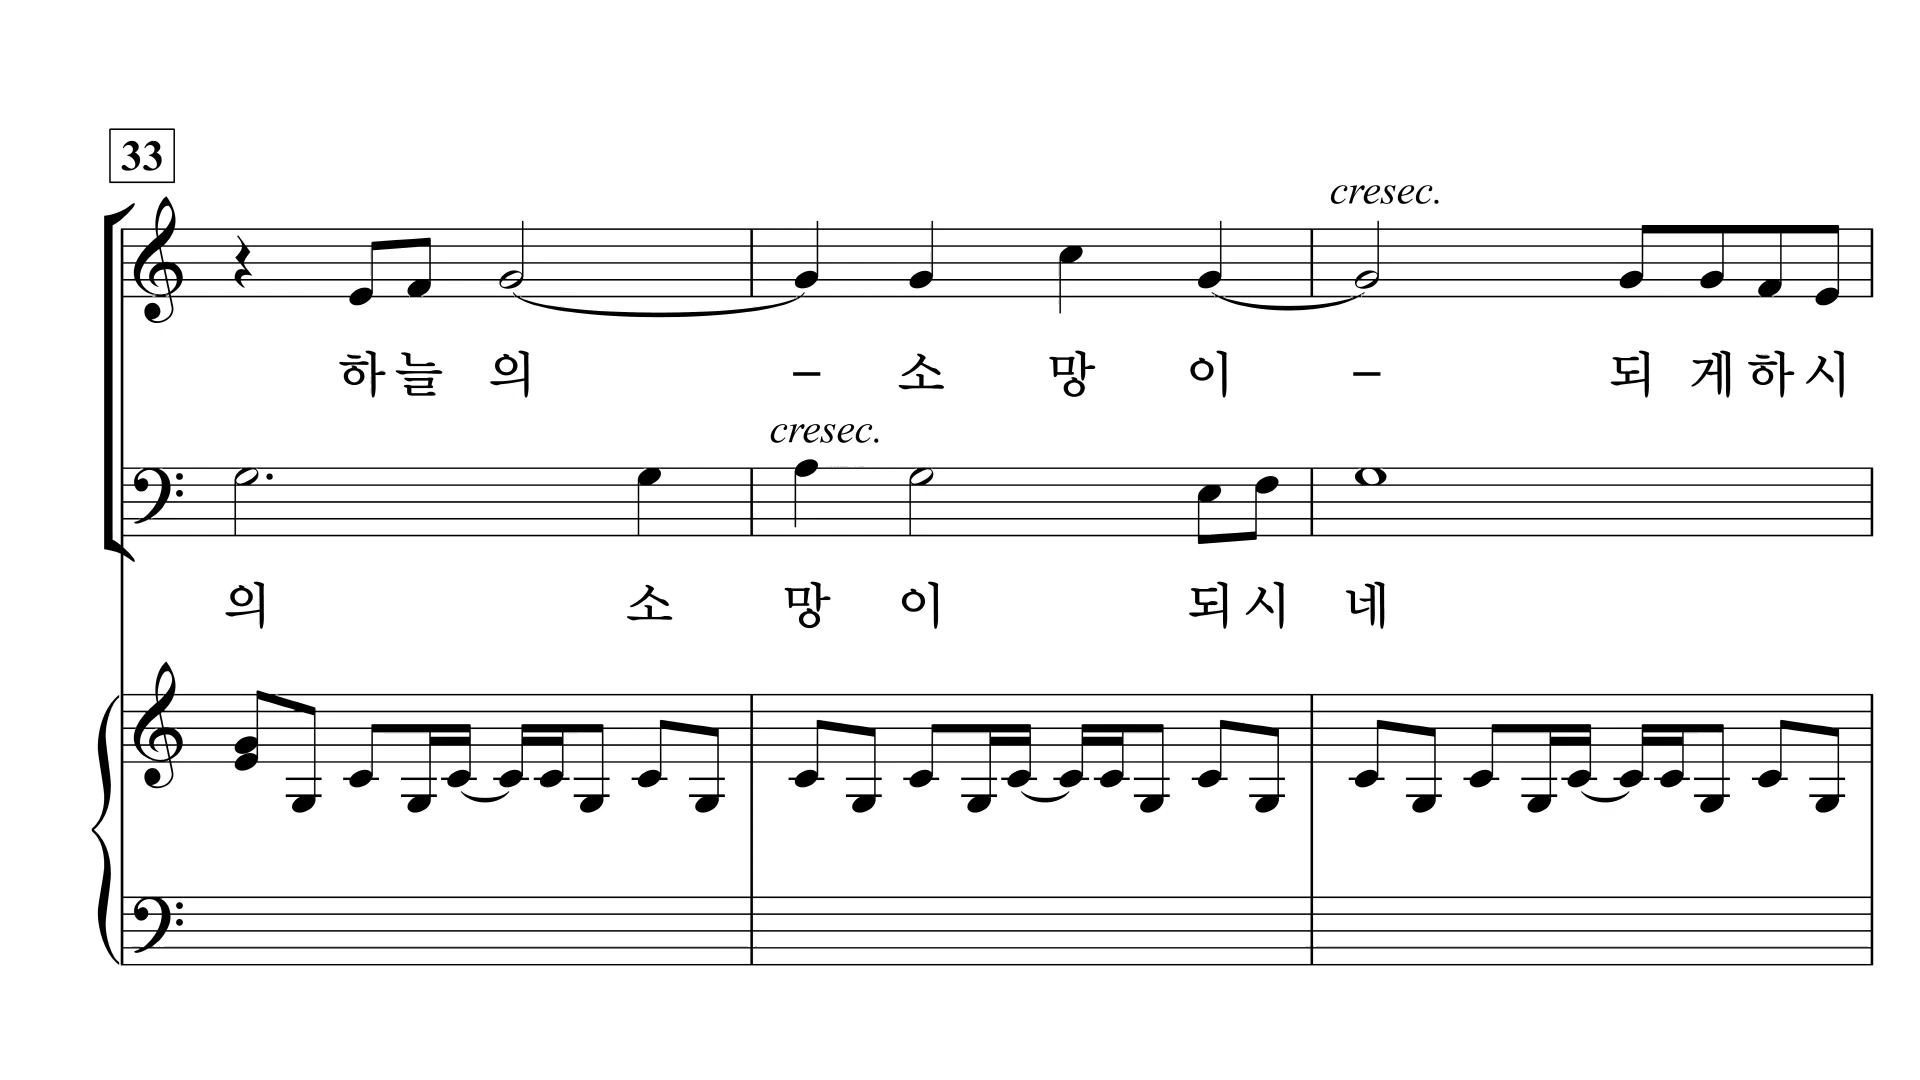 33
cresec.
하늘 의 – 소 망 이 – 되 게하시
cresec.
의 소 망 이 되시 네